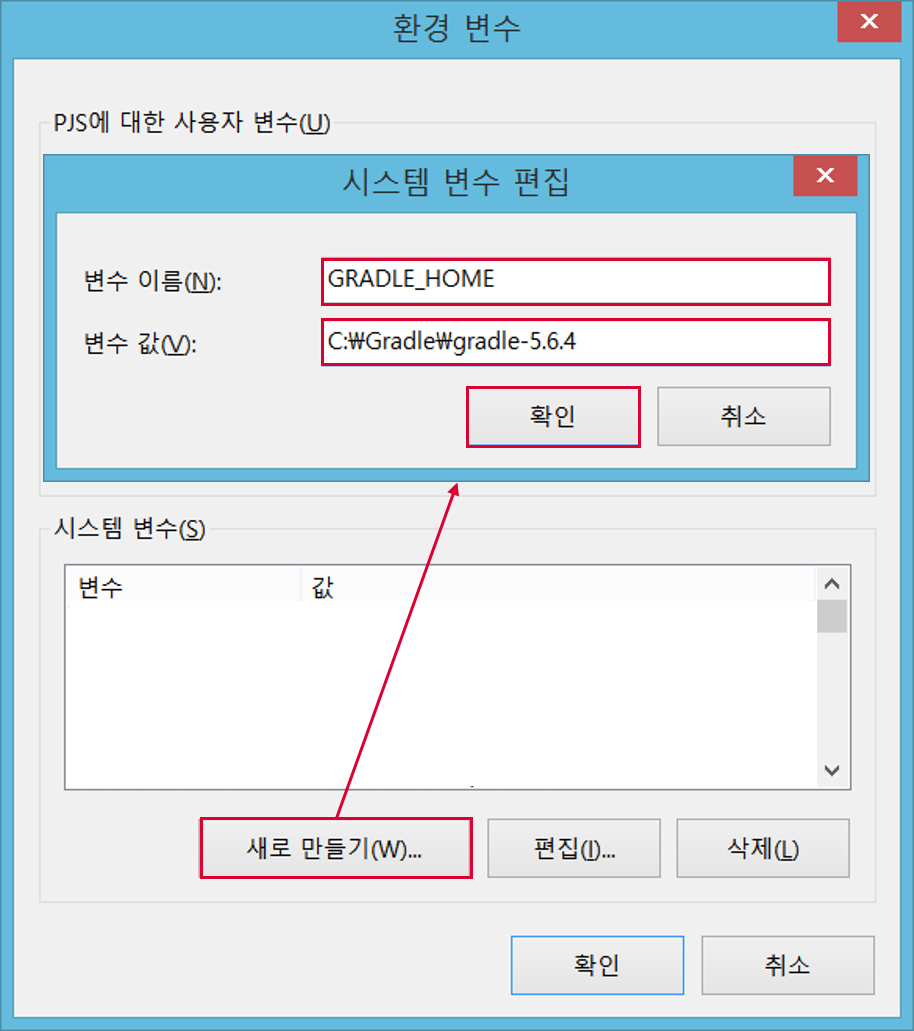 환경 변수
PJS에 대한 사용자 변수(U)
시스템 변수 편집
변수 이름(N):
GRADLE_HOME
변수 값(V):
C:₩Gradle₩gradle-5.6.4
확인
취소
시스템 변수(S)
변수
값
새로 만들기(W)...
편집(I)...
삭제(L)
확인
취소